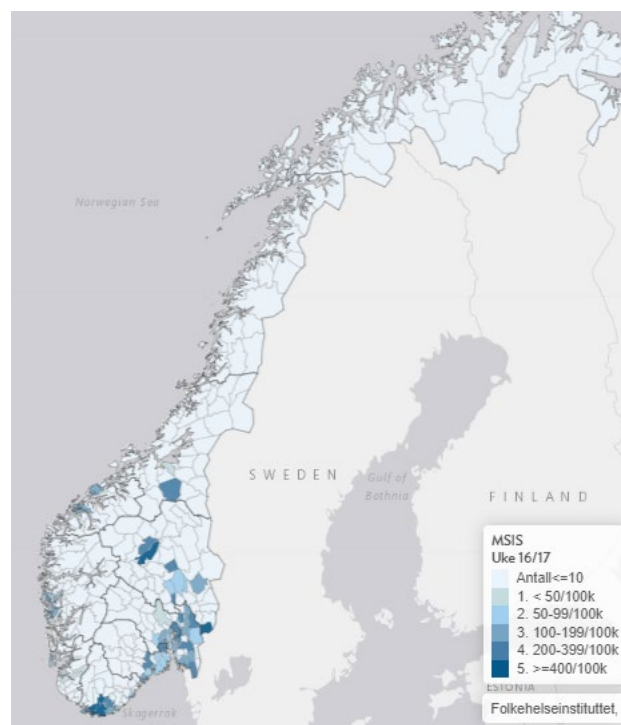 Norwegian Sea
SWEDEN
Gulf of
Bothnia
FINLAND
MSIS
Uke 16/17
Antall<=10
1. < 50/100k
2. 50-99/100k
3. 100-199/100k
4. 200-399/100k
5. >=400/100k
ESTONIA
Skagerrak
Folkehelseinstituttet,